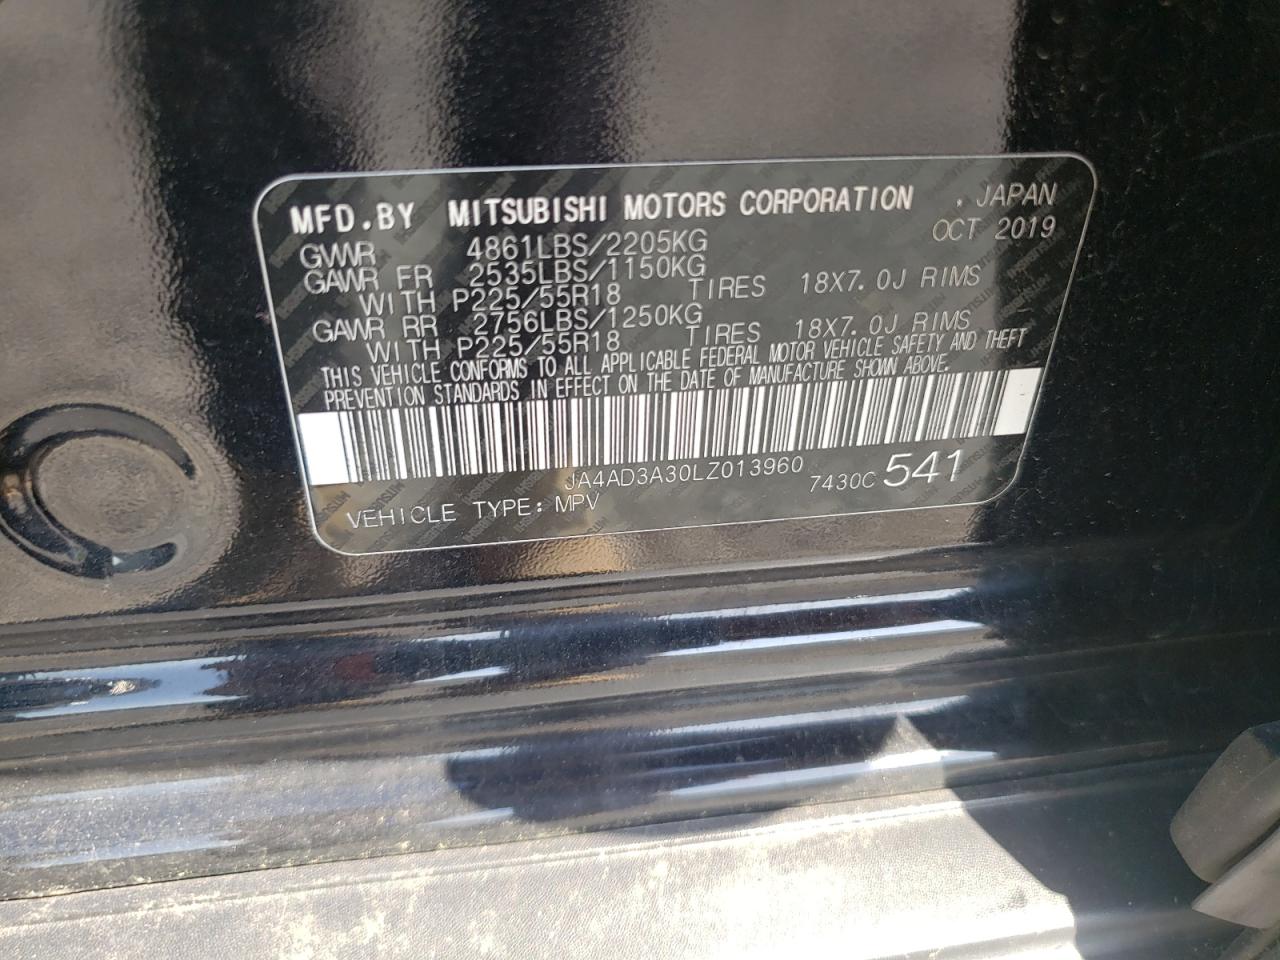 MFD.BY MITSUBISHI MOTORS CORPORATION , JAPAN
GVWR 4861LBS/2205KG OCT 2019
GAWR FR 2535LBS/1150KG
WITH P225/55R18 TIRES 18X7.0J RIMS
GAWR RR 2756LBS/1250KG
WITH P225/55R18 TIRES 18X7.0J RIMS
THIS VEHICLE CONFORMS TO ALL APPLICABLE FEDERAL MOTOR VEHICLE SAFETY AND THEFT
PREVENTION STANDARDS IN EFFECT ON THE DATE OF MANUFACTURE SHOWN ABOVE.
JA4AD3A30LZ013960 7430C 541
VEHICLE TYPE: MPV